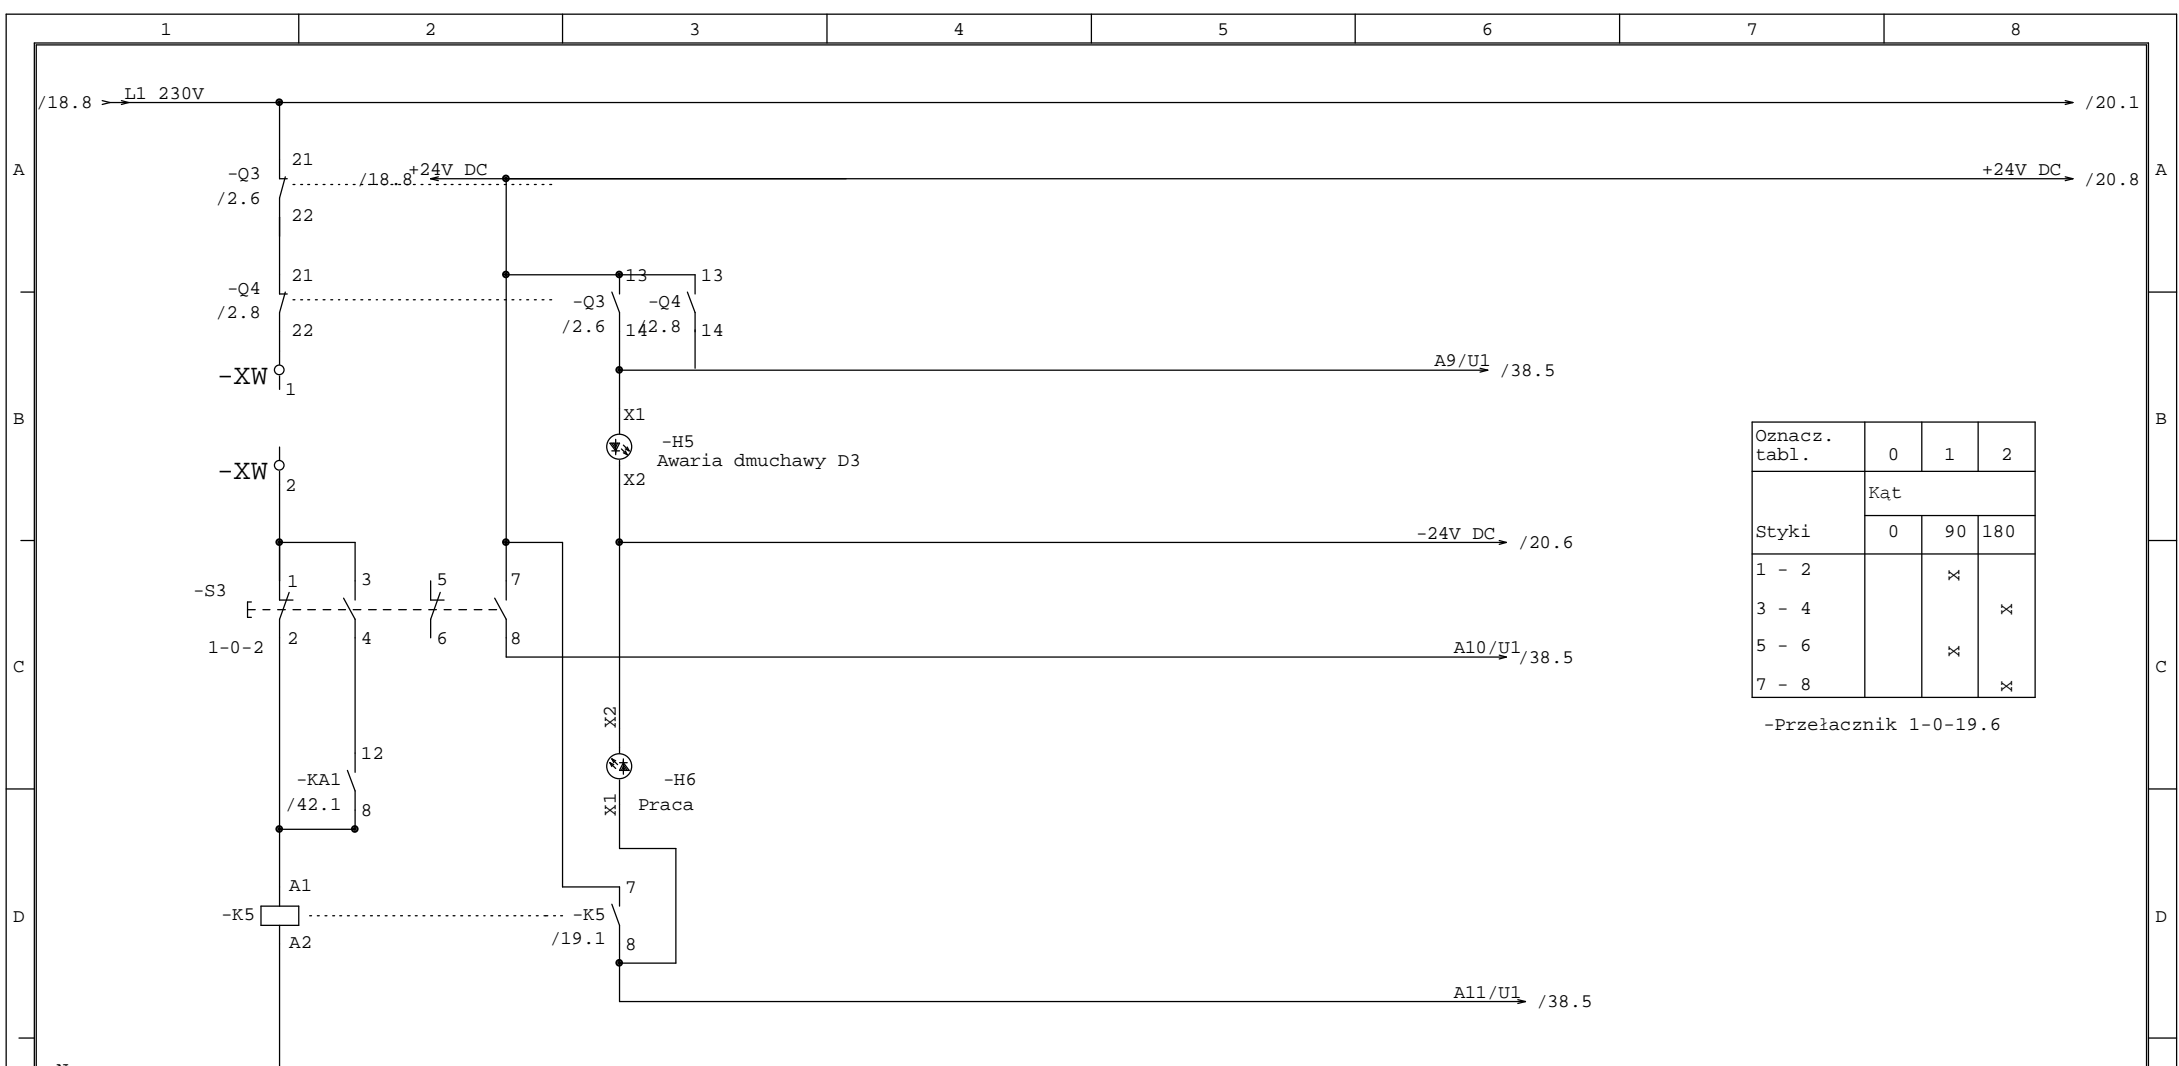 1 2 3 4 5 6 7 8
/18.8 L1 230V /20.1
A A
21
-Q3
/2.6
22
/18.8 +24V DC
+24V DC /20.8
21
-Q4
/2.8
22
13 13
-Q3 -Q4
/2.6 14 /2.8 14
A9/U1 /38.5
-XW
1
B B
X1
-H5
Awaria dmuchawy D3
X2
-XW
2
-24V DC /20.6
Oznacz.
tabl. 0 1 2
Kąt
Styki 0 90 180
1 - 2 x
3 - 4 x
5 - 6 x
7 - 8 x
-Przełacznik 1-0-19.6
1 3 5 7
-S3
2 4 6 8
1-0-2
A10/U1 /38.5
C C
X2
12
-KA1
/42.1
8
-H6
Praca
X1
A1
-K5
A2
7
-K5
/19.1
8
D D
A11/U1 /38.5